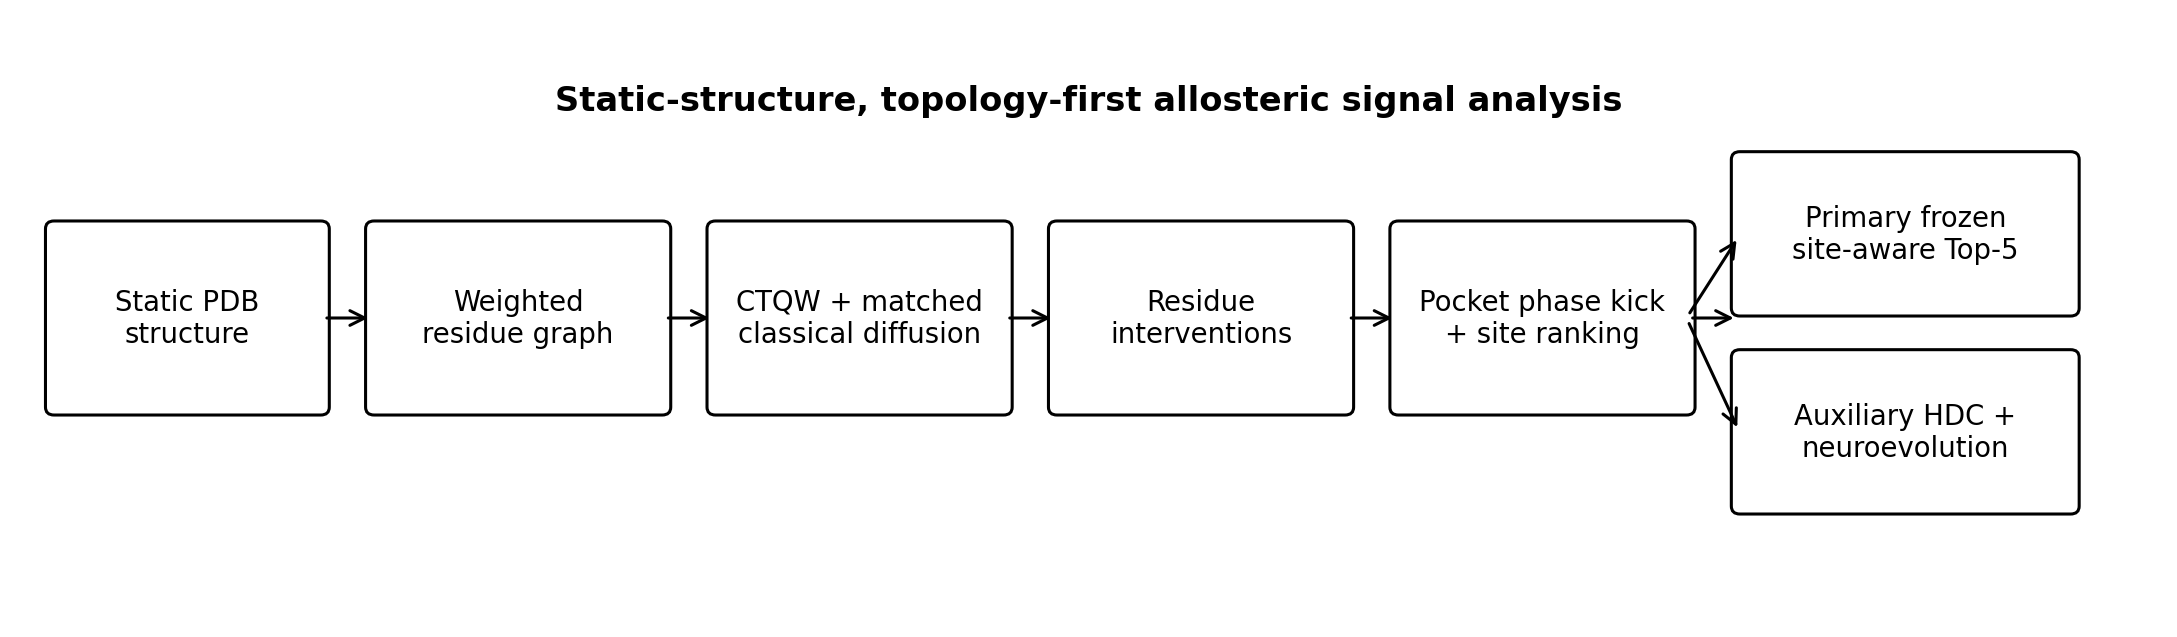 Static-structure, topology-first allosteric signal analysis
Static PDB
structure
Weighted
residue graph
CTQW + matched
classical diffusion
Residue
interventions
Pocket phase kick
+ site ranking
Primary frozen
site-aware Top-5
Auxiliary HDC +
neuroevolution